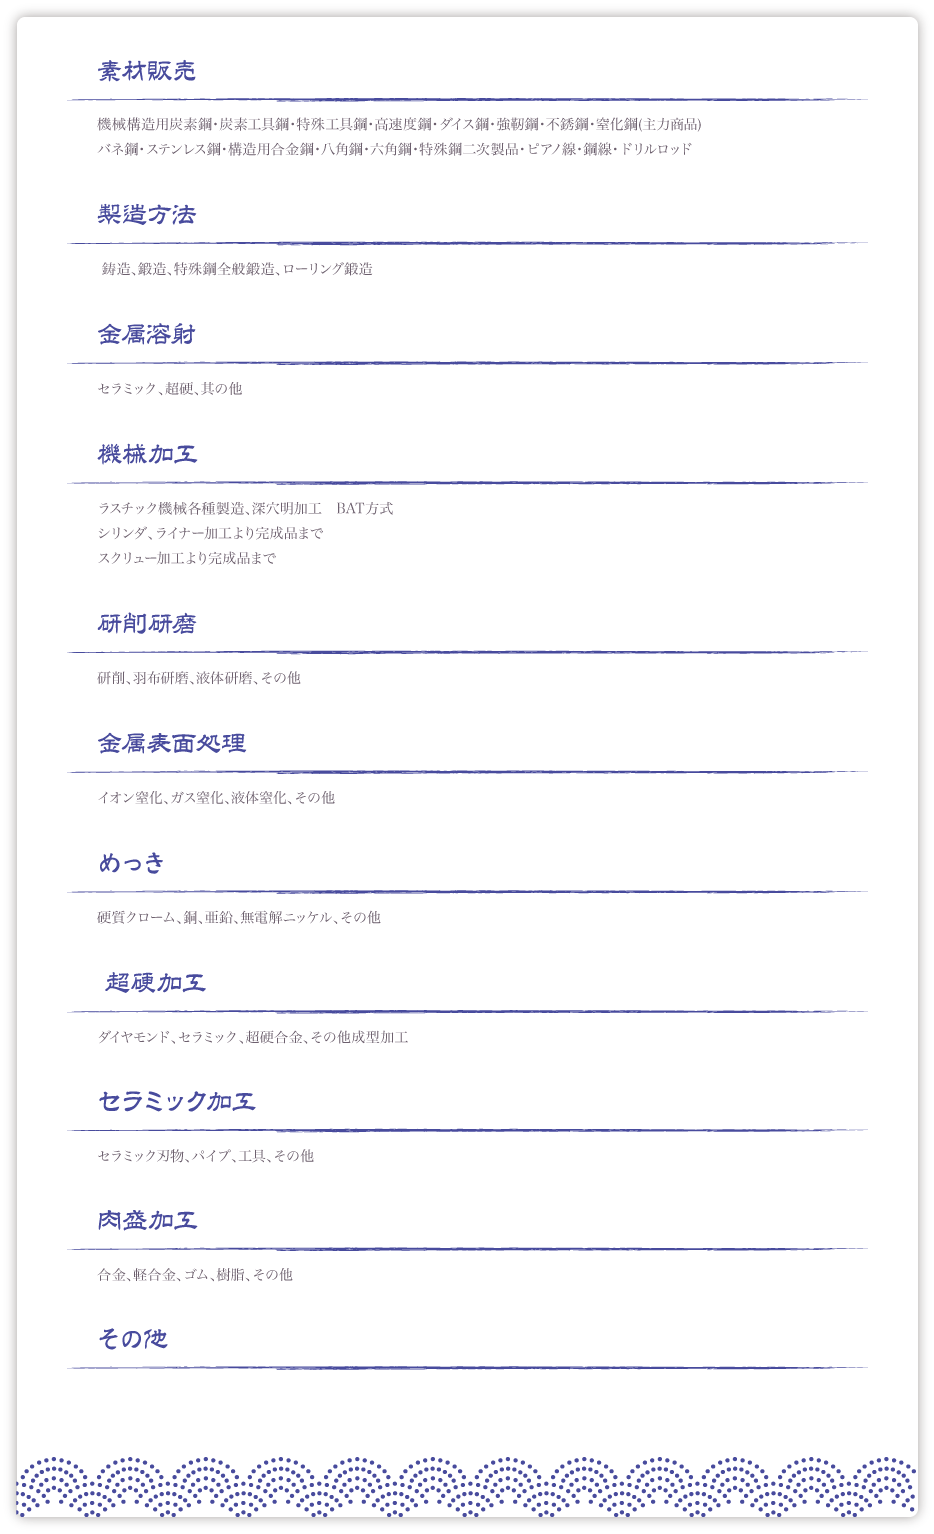 素材販売
機械構造用炭素鋼・炭素工具鋼・特殊工具鋼・高速度鋼・ダイス鋼・強靭鋼・不銹鋼・窒化鋼(主力商品)
バネ鋼・ステンレス鋼・構造用合金鋼・八角鋼・六角鋼・特殊鋼二次製品・ピアノ線・鋼線・ドリルロッド
製造方法
鋳造、鍛造、特殊鋼全般鍛造、ローリング鍛造
金属溶射
セラミック、超硬、其の他
機械加工
ラスチック機械各種製造、深穴明加工　BAT方式
シリンダ、ライナー加工より完成品まで
スクリュー加工より完成品まで
研削研磨
研削、羽布研磨、液体研磨、その他
金属表面処理
イオン窒化、ガス窒化、液体窒化、その他
めっき
硬質クローム、銅、亜鉛、無電解ニッケル、その他
超硬加工
ダイヤモンド、セラミック、超硬合金、その他成型加工
セラミック加工
セラミック刃物、パイプ、工具、その他
肉盛加工
合金、軽合金、ゴム、樹脂、その他
その他